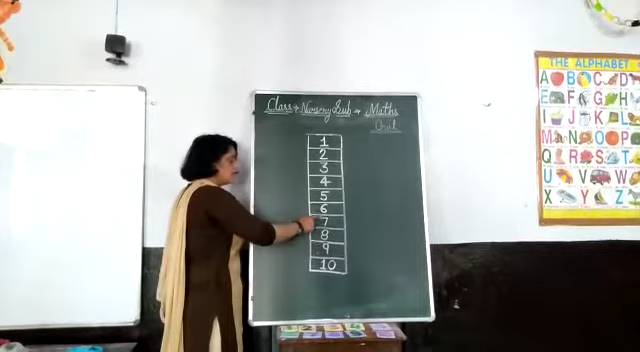 Class → Nursery Sub → Maths
Oral
1
2
3
4
5
6
7
8
9
10
THE ALPHABET
A B C D
E F G H
I J K L
M N O P
Q R S T
U V W
X Y Z